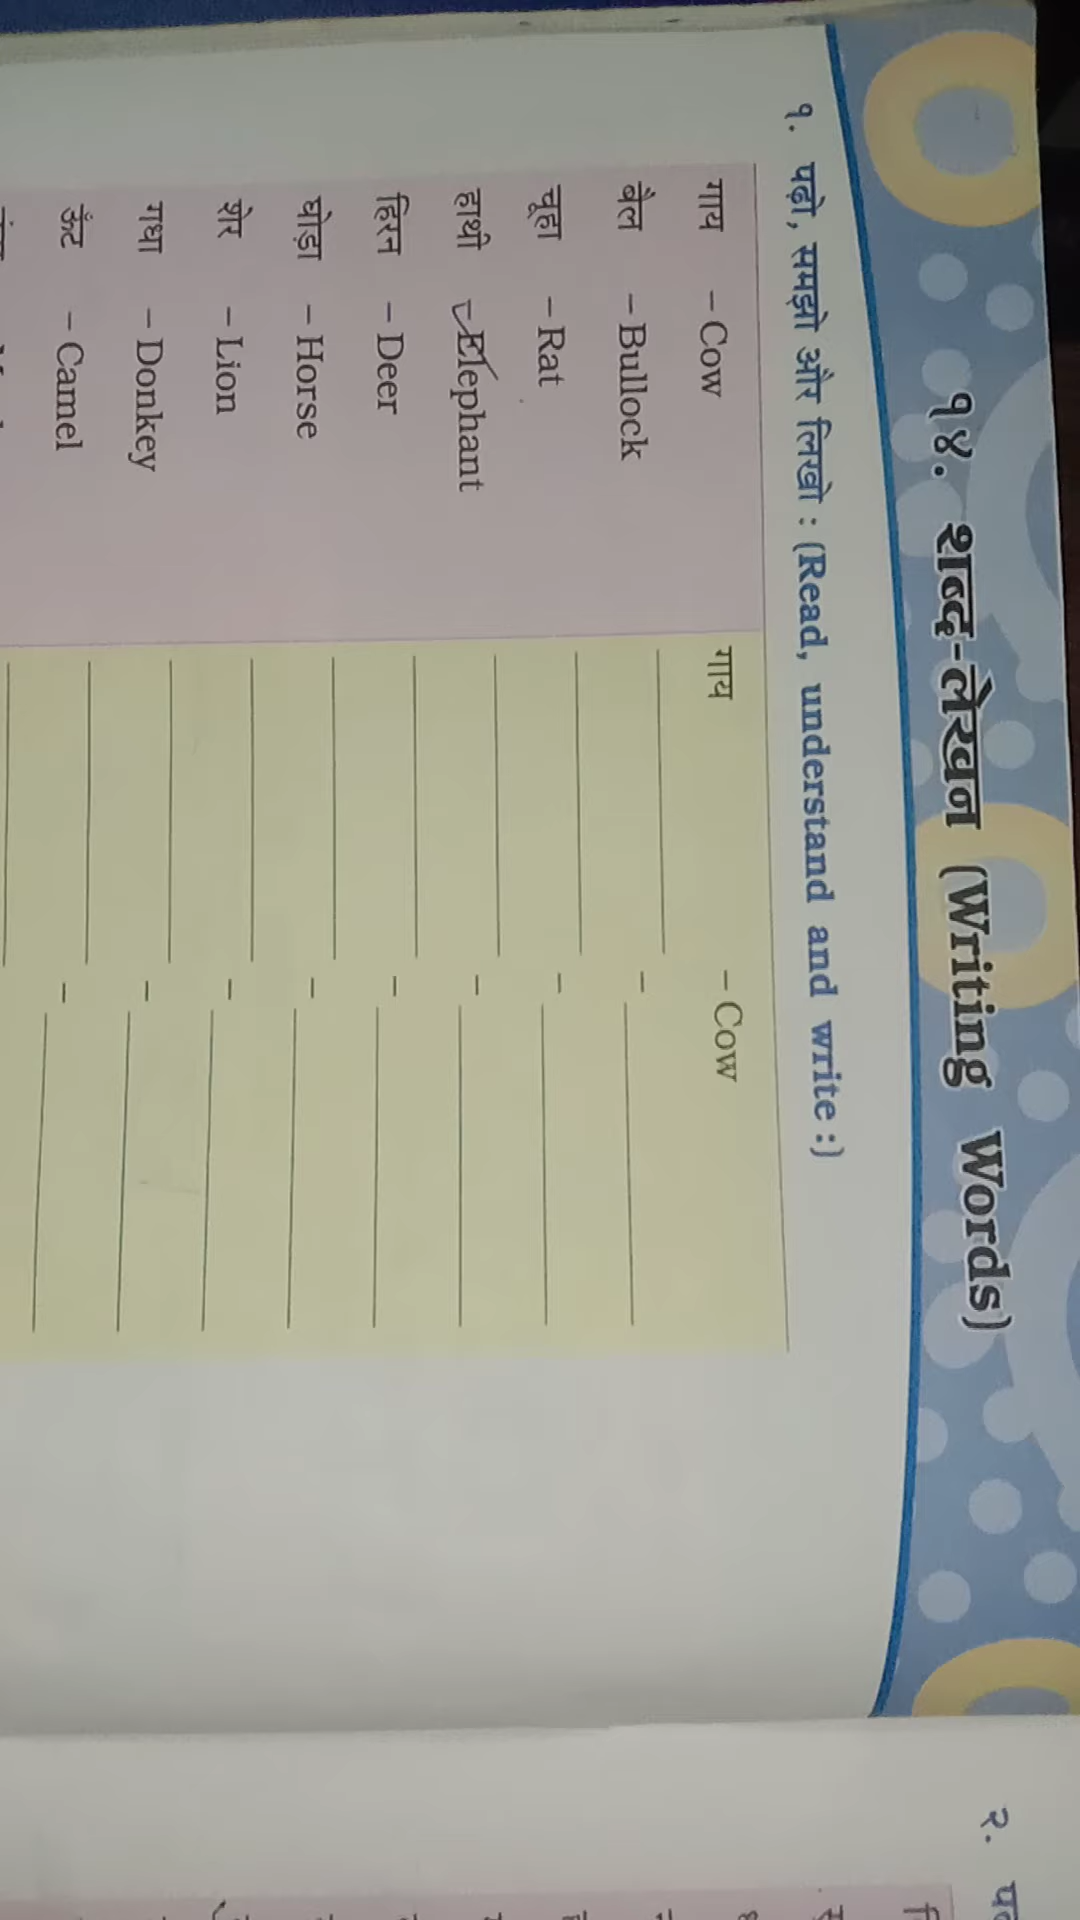 १४. शब्द-लेखन (Writing Words)
१. पढ़ो, समझो और लिखो : (Read, understand and write :)
गाय – Cow गाय – Cow
बैल – Bullock –
चूहा – Rat –
हाथी – Elephant –
हिरन – Deer –
घोड़ा – Horse –
शेर – Lion –
गधा – Donkey –
ऊँट – Camel –
२.